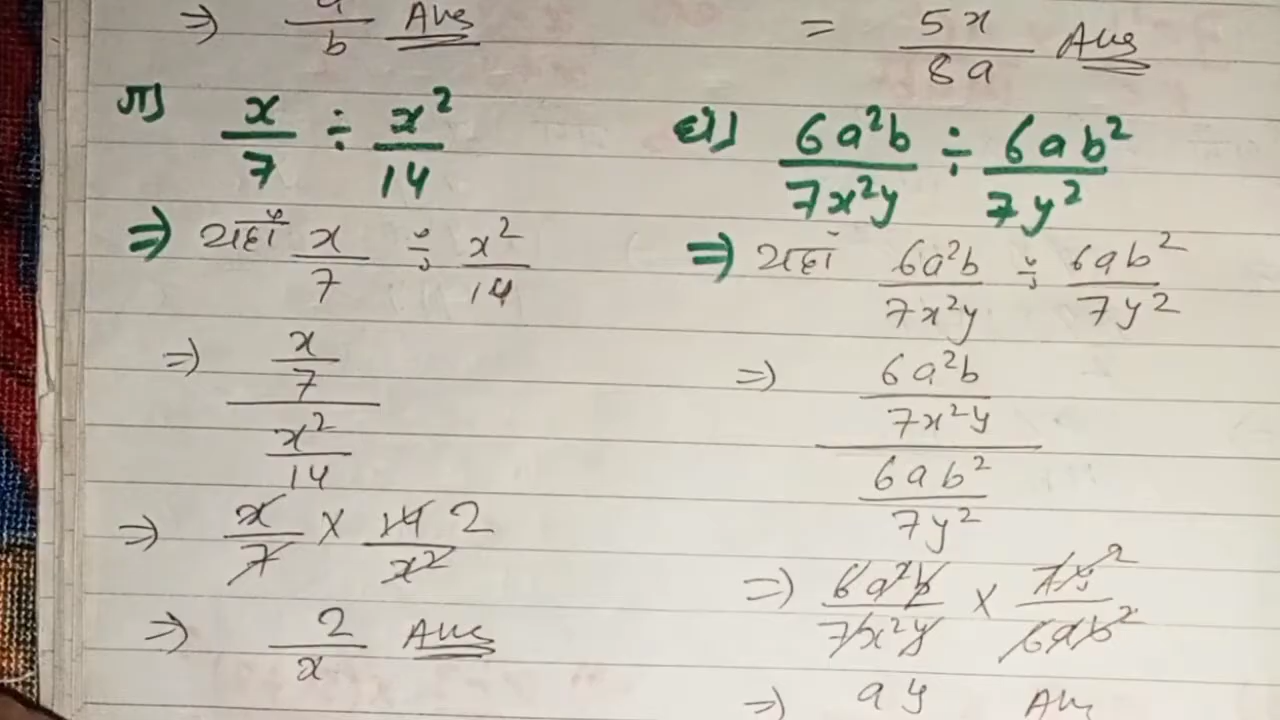 ⇒ a/b Ans
= 5x/8a Ans
ग) x/7 ÷ x²/14
⇒ यहाँ x/7 ÷ x²/14
⇒ (x/7)/(x²/14)
⇒ x/7 × 14/x² 2
⇒ 2/x Ans
घ) 6a²b/7x²y ÷ 6ab²/7y²
⇒ यहाँ 6a²b/7x²y ÷ 6ab²/7y²
⇒ (6a²b/7x²y)/(6ab²/7y²)
⇒ 6a²b/7x²y × 7y²/6ab²
⇒ ay Ans